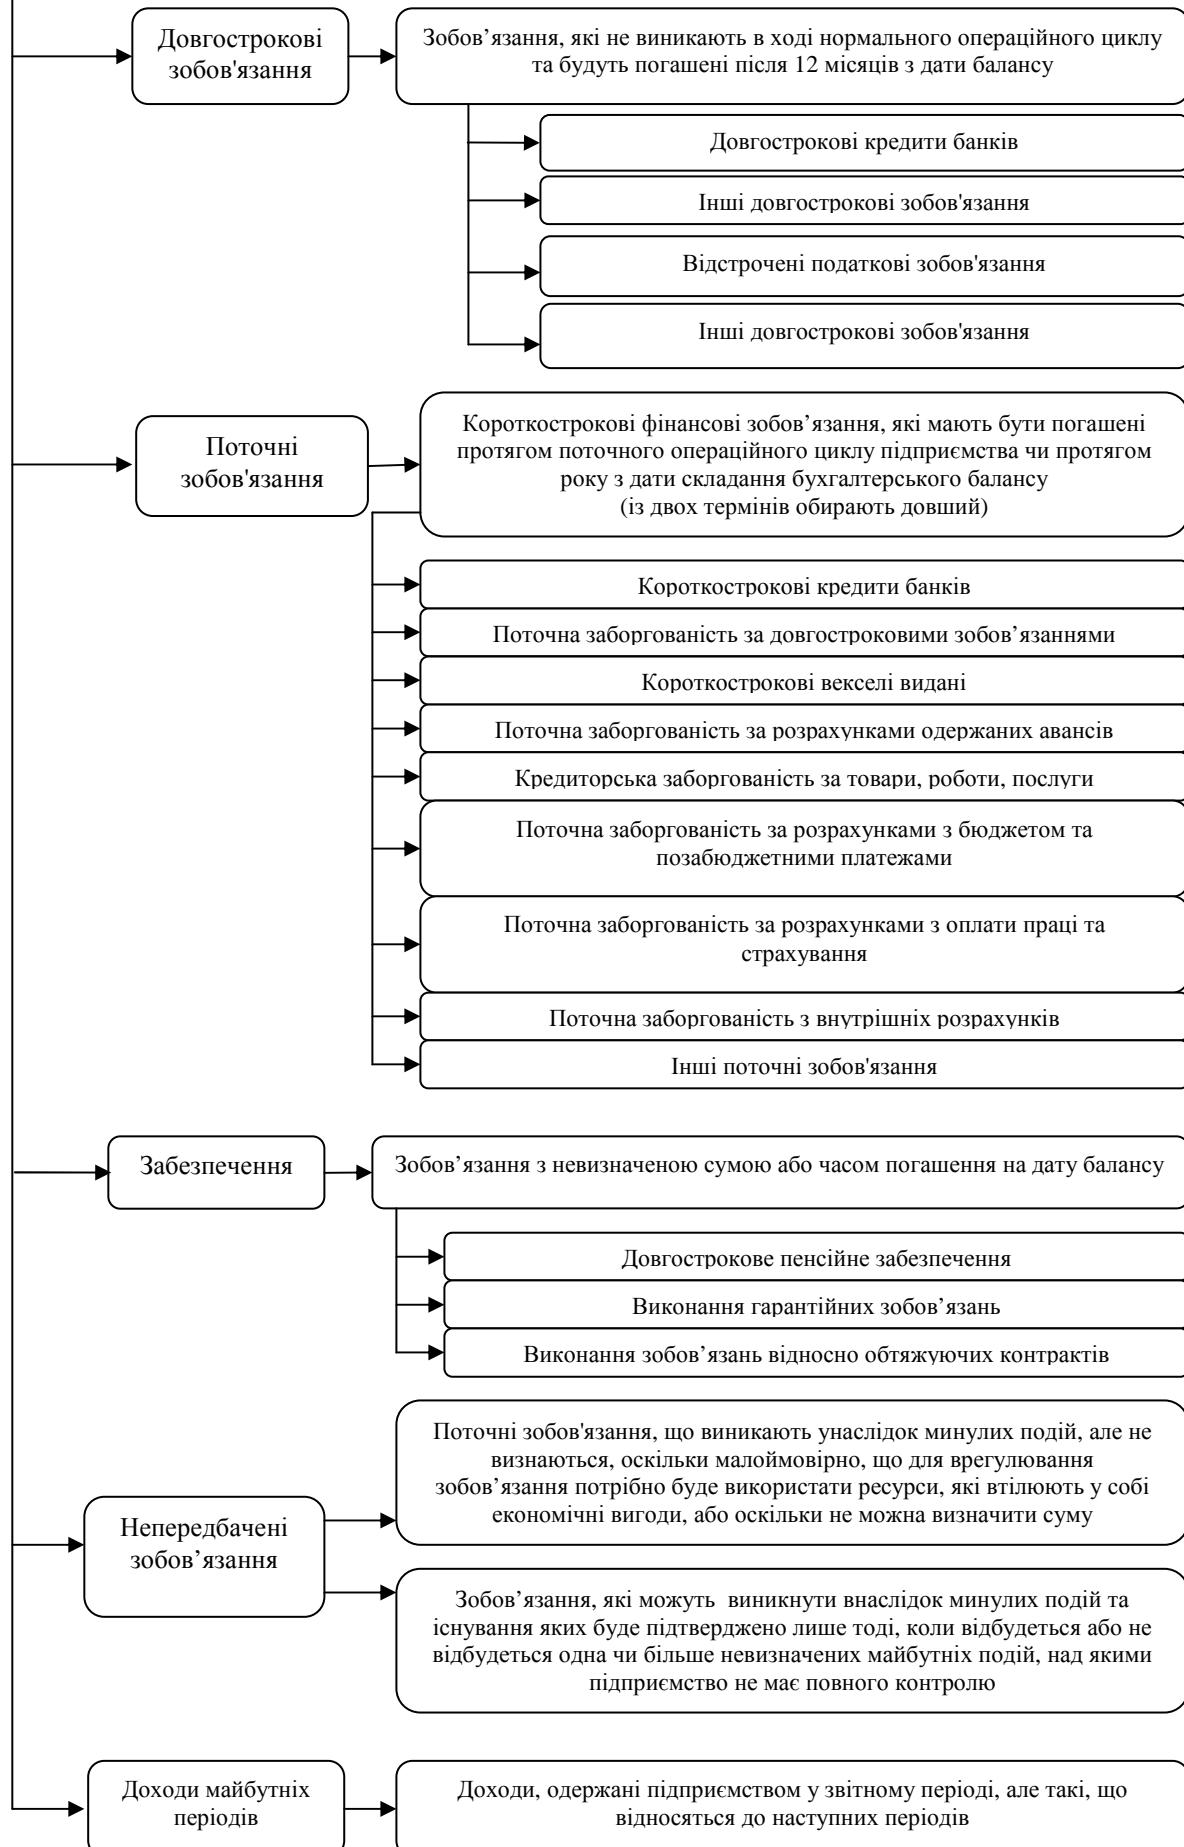 Довгострокові
зобов'язання
Зобов’язання, які не виникають в ході нормального операційного циклу
та будуть погашені після 12 місяців з дати балансу
Довгострокові кредити банків
Інші довгострокові зобов'язання
Відстрочені податкові зобов'язання
Інші довгострокові зобов'язання
Поточні
зобов'язання
Короткострокові фінансові зобов’язання, які мають бути погашені
протягом поточного операційного циклу підприємства чи протягом
року з дати складання бухгалтерського балансу
(із двох термінів обирають довший)
Короткострокові кредити банків
Поточна заборгованість за довгостроковими зобов’язаннями
Короткострокові векселі видані
Поточна заборгованість за розрахунками одержаних авансів
Кредиторська заборгованість за товари, роботи, послуги
Поточна заборгованість за розрахунками з бюджетом та
позабюджетними платежами
Поточна заборгованість за розрахунками з оплати праці та
страхування
Поточна заборгованість з внутрішніх розрахунків
Інші поточні зобов'язання
Забезпечення
Зобов’язання з невизначеною сумою або часом погашення на дату балансу
Довгострокове пенсійне забезпечення
Виконання гарантійних зобов’язань
Виконання зобов’язань відносно обтяжуючих контрактів
Непередбачені
зобов’язання
Поточні зобов'язання, що виникають унаслідок минулих подій, але не
визнаються, оскільки малоймовірно, що для врегулювання
зобов’язання потрібно буде використати ресурси, які втілюють у собі
економічні вигоди, або оскільки не можна визначити суму
Зобов’язання, які можуть виникнути внаслідок минулих подій та
існування яких буде підтверджено лише тоді, коли відбудеться або не
відбудеться одна чи більше невизначених майбутніх подій, над якими
підприємство не має повного контролю
Доходи майбутніх
періодів
Доходи, одержані підприємством у звітному періоді, але такі, що
відносяться до наступних періодів